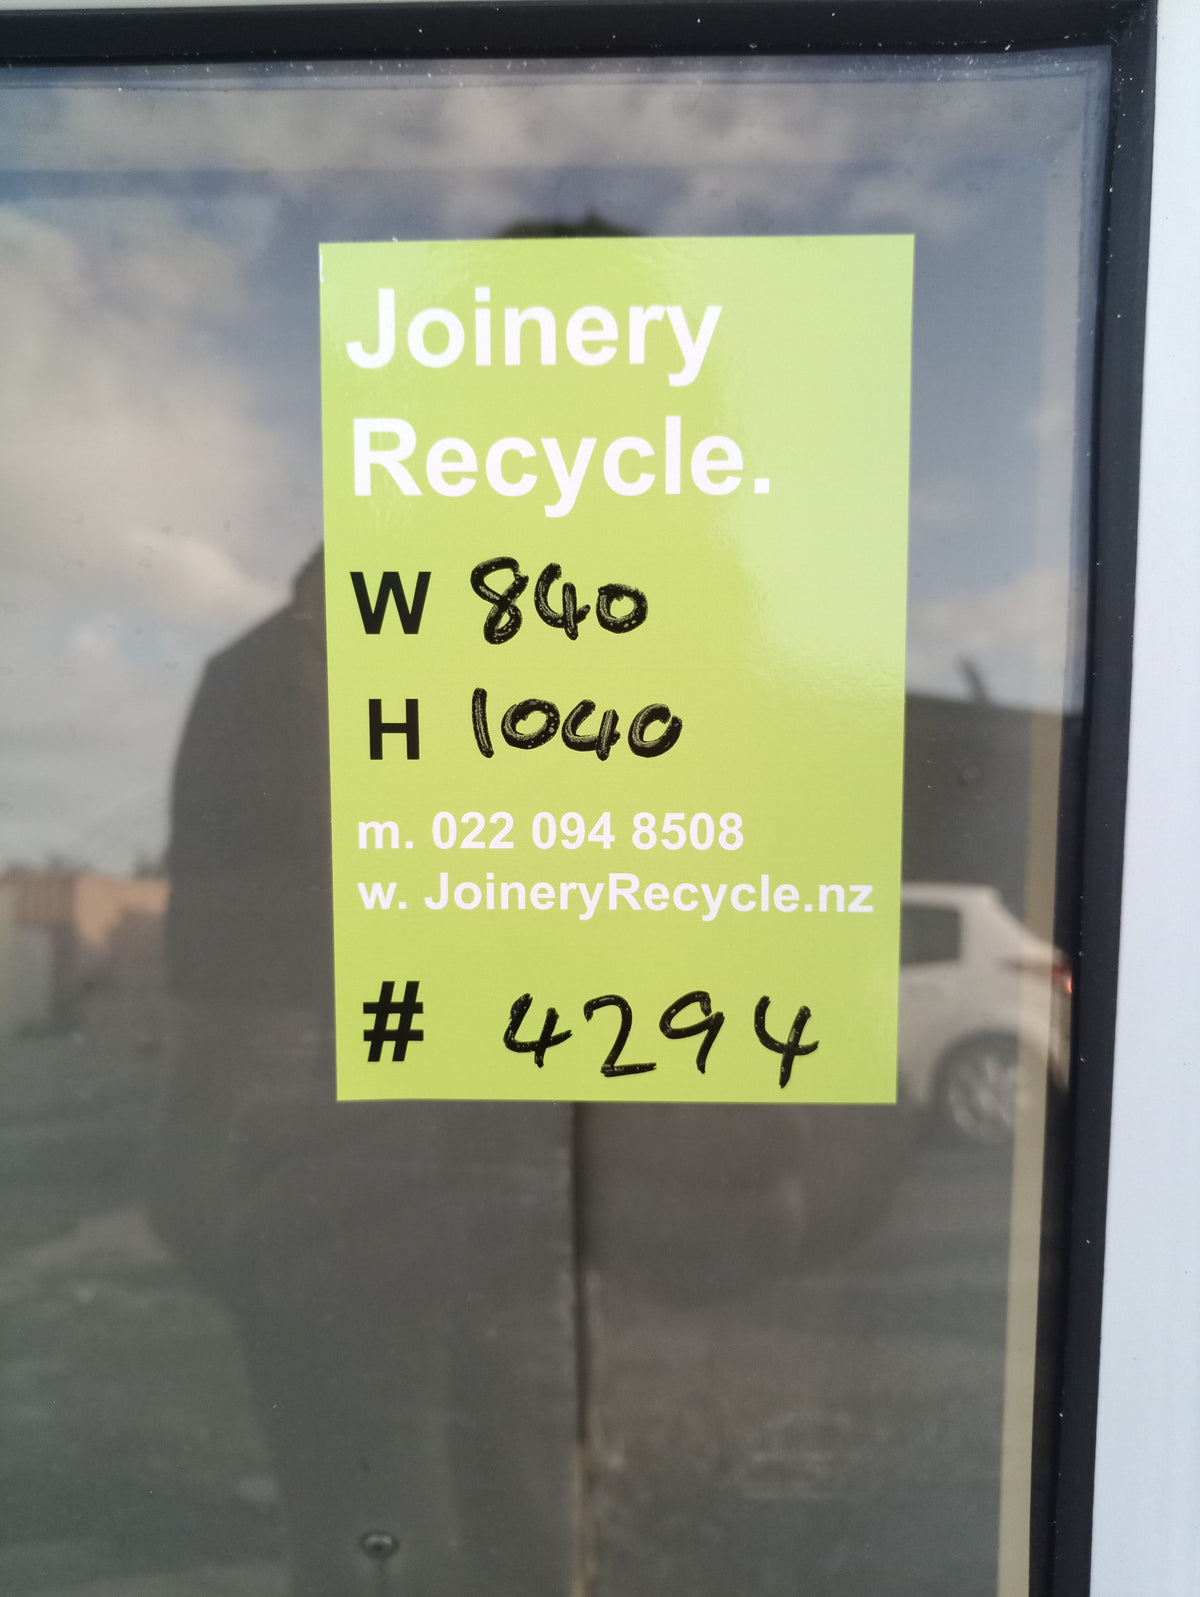 Joinery
Recycle.
W 840
H 1040
m. 022 094 8508
w. JoineryRecycle.nz
# 4294